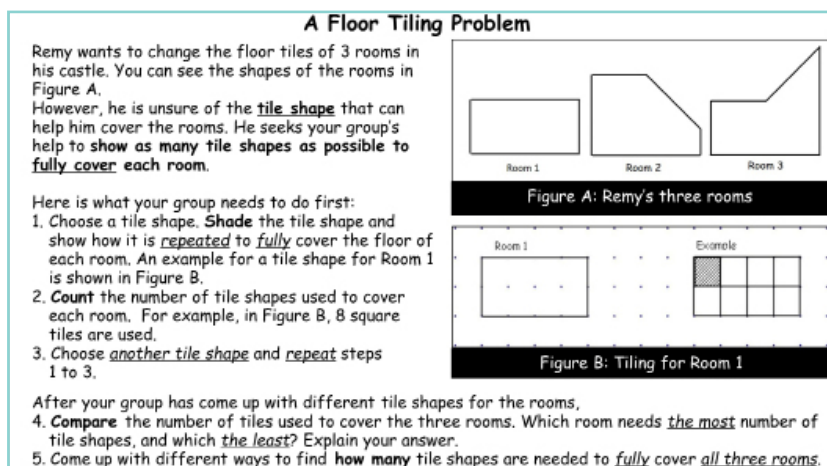 A Floor Tiling Problem
Remy wants to change the floor tiles of 3 rooms in
his castle. You can see the shapes of the rooms in
Figure A.
However, he is unsure of the tile shape that can
help him cover the rooms. He seeks your group's
help to show as many tile shapes as possible to
fully cover each room.
Here is what your group needs to do first:
1. Choose a tile shape. Shade the tile shape and
show how it is repeated to fully cover the floor of
each room. An example for a tile shape for Room 1
is shown in Figure B.
2. Count the number of tile shapes used to cover
each room. For example, in Figure B, 8 square
tiles are used.
3. Choose another tile shape and repeat steps
1 to 3.
Room 1
Room 2
Room 3
Figure A: Remy's three rooms
Room 1
Example
Figure B: Tiling for Room 1
After your group has come up with different tile shapes for the rooms,
4. Compare the number of tiles used to cover the three rooms. Which room needs the most number of
tile shapes, and which the least? Explain your answer.
5. Come up with different ways to find how many tile shapes are needed to fully cover all three rooms.